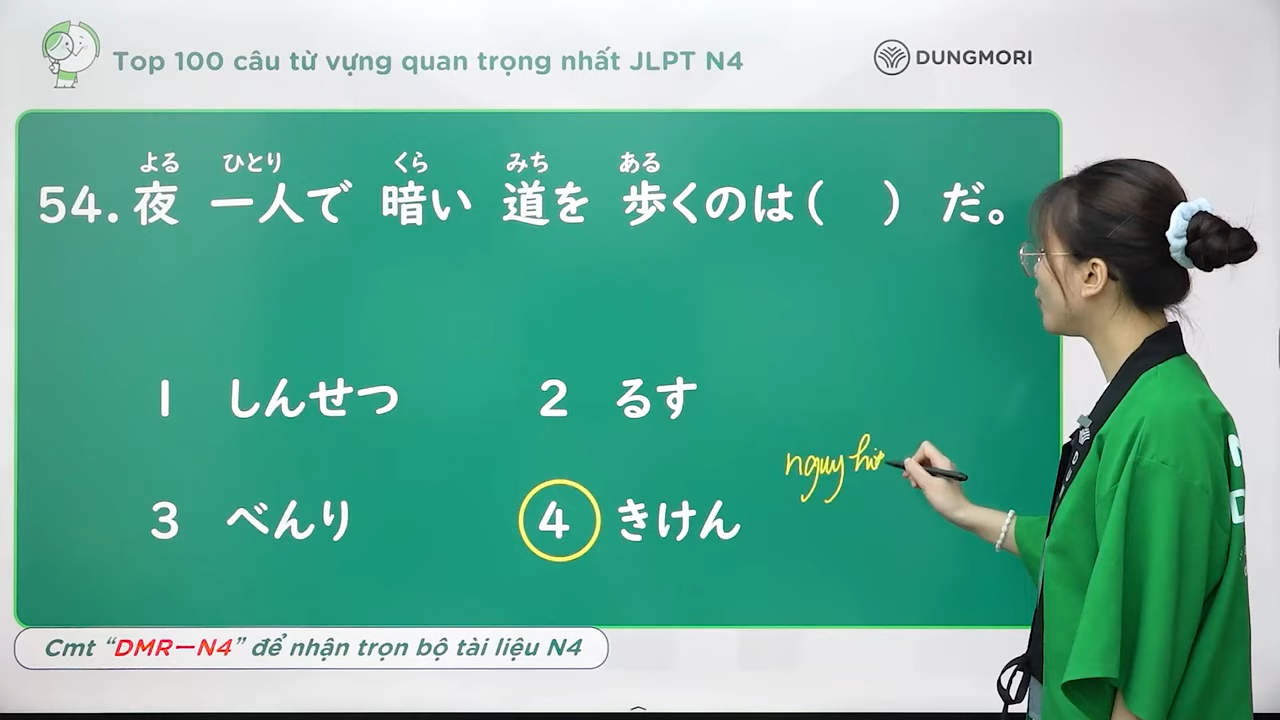 Top 100 câu từ vựng quan trọng nhất JLPT N4
DUNGMORI
よる ひとり くら みち ある
54. 夜 一人で 暗い 道を 歩くのは( ) だ。
1 しんせつ 2 るす
nguy
3 べんり 4 きけん
Cmt “DMR–N4” để nhận trọn bộ tài liệu N4